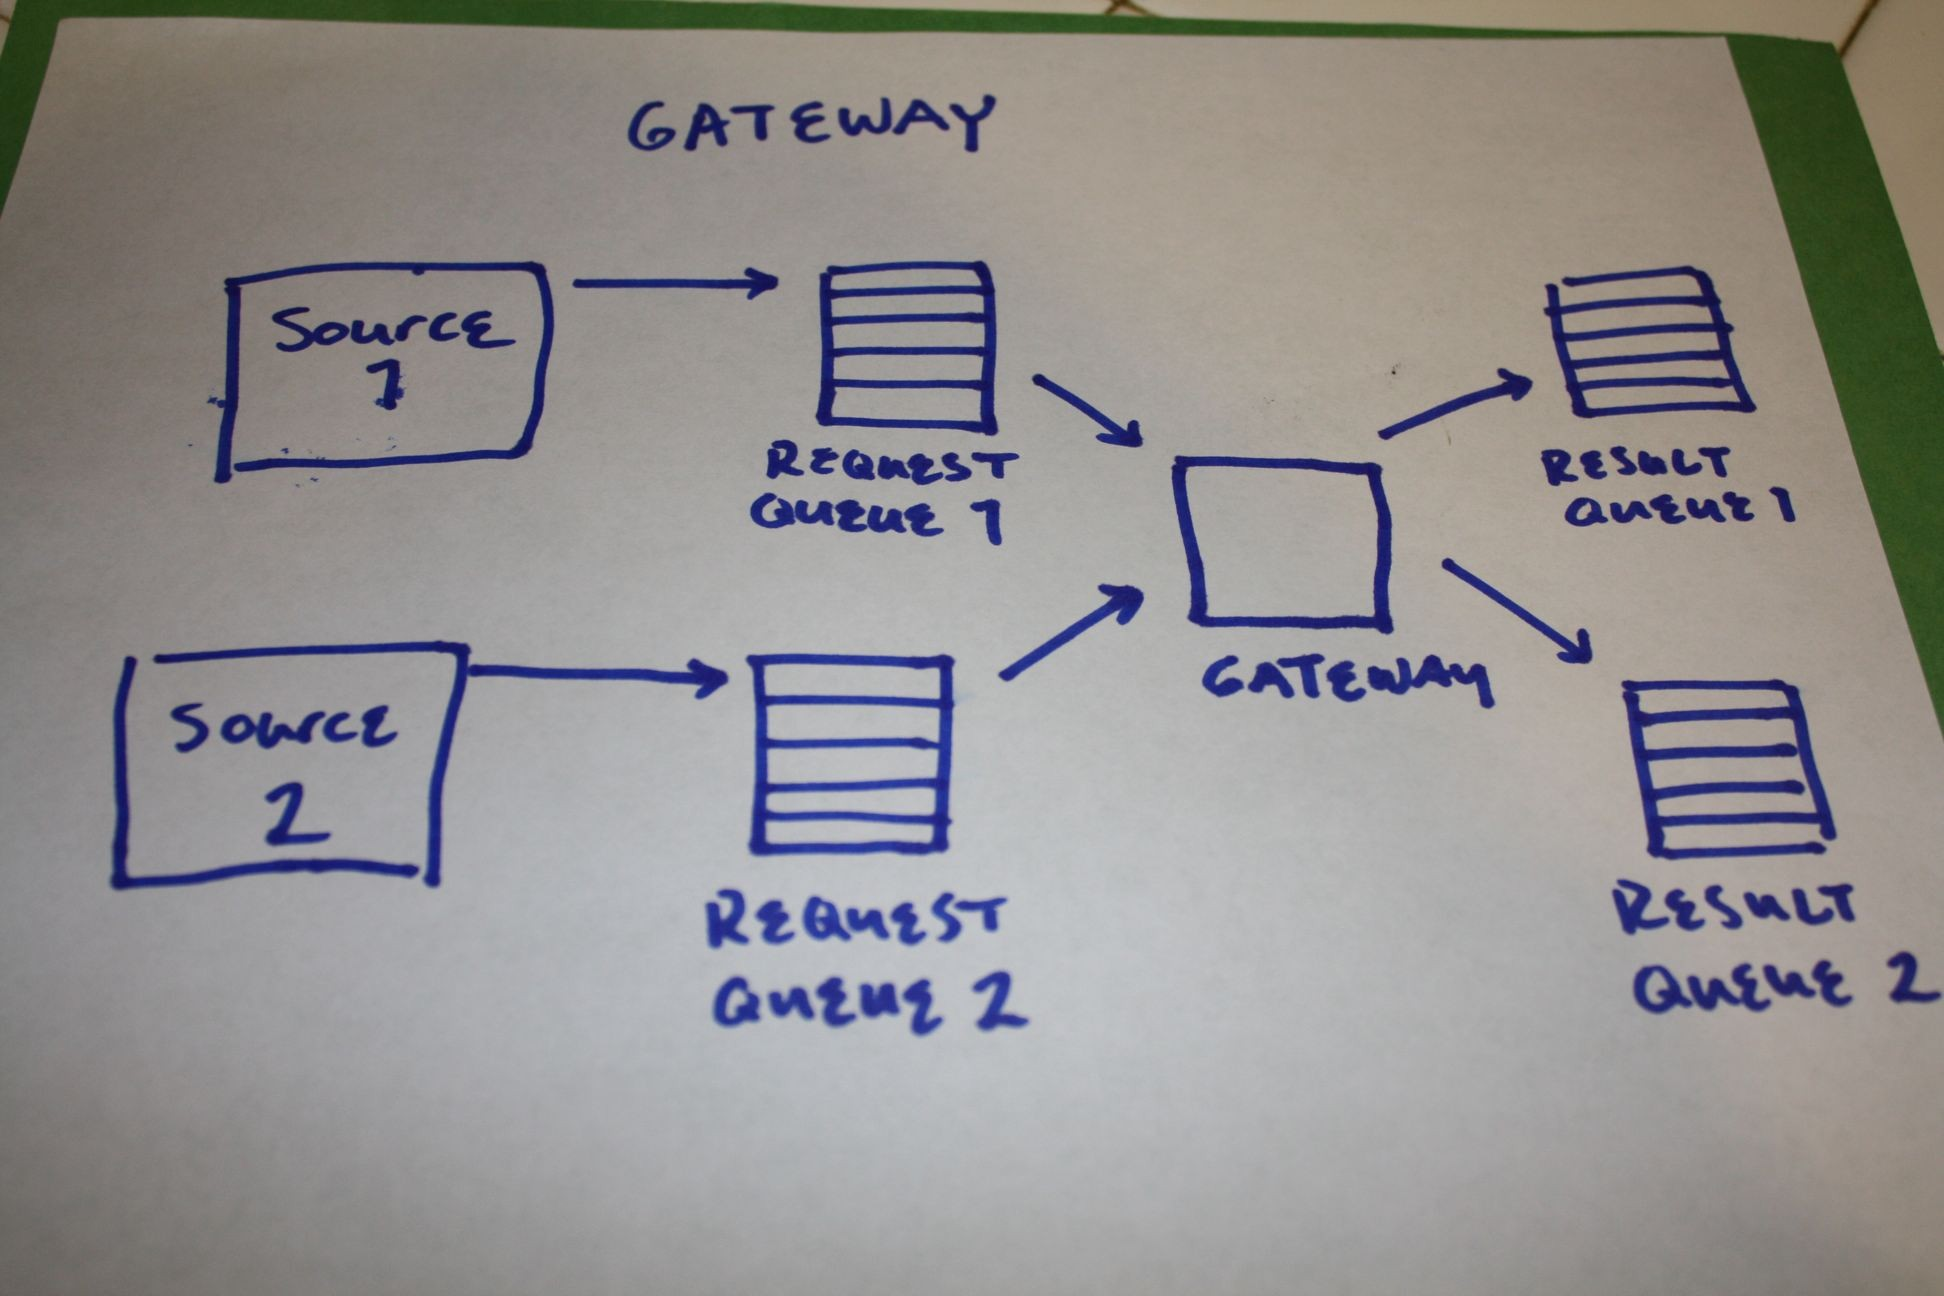 GATEWAY
Source
1
REQUEST
QUEUE 1
RESULT
QUEUE 1
GATEWAY
Source
2
REQUEST
QUEUE 2
RESULT
QUEUE 2